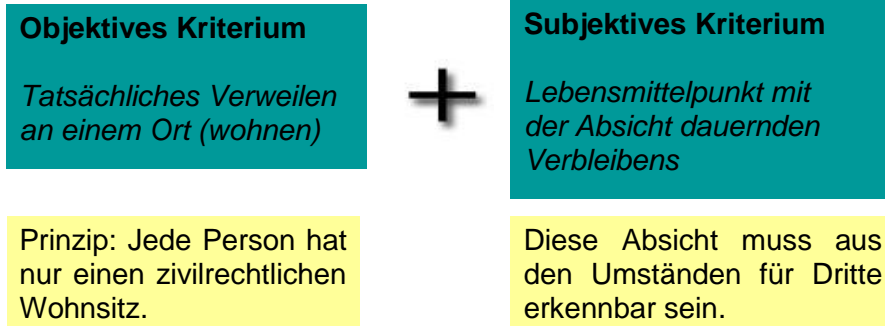 Objektives Kriterium
Tatsächliches Verweilen
an einem Ort (wohnen)
+
Subjektives Kriterium
Lebensmittelpunkt mit
der Absicht dauernden
Verbleibens
Prinzip: Jede Person hat
nur einen zivilrechtlichen
Wohnsitz.
Diese Absicht muss aus
den Umständen für Dritte
erkennbar sein.